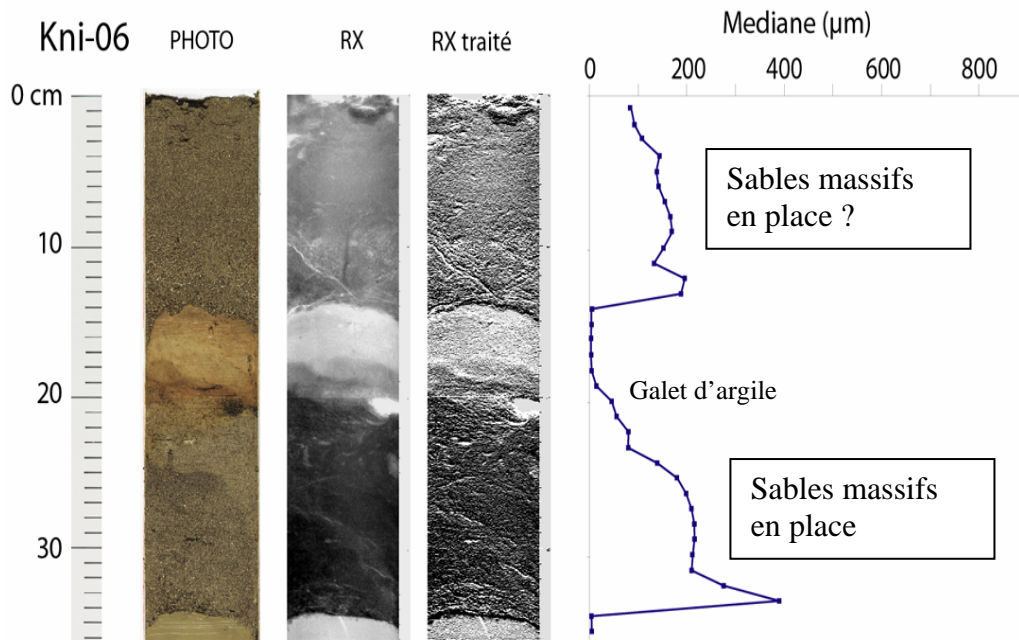 Kni-06 PHOTO RX RX traité Mediane (µm)
0 200 400 600 800
0 cm
Sables massifs
en place ?
10
20
Galet d'argile
Sables massifs
en place
30